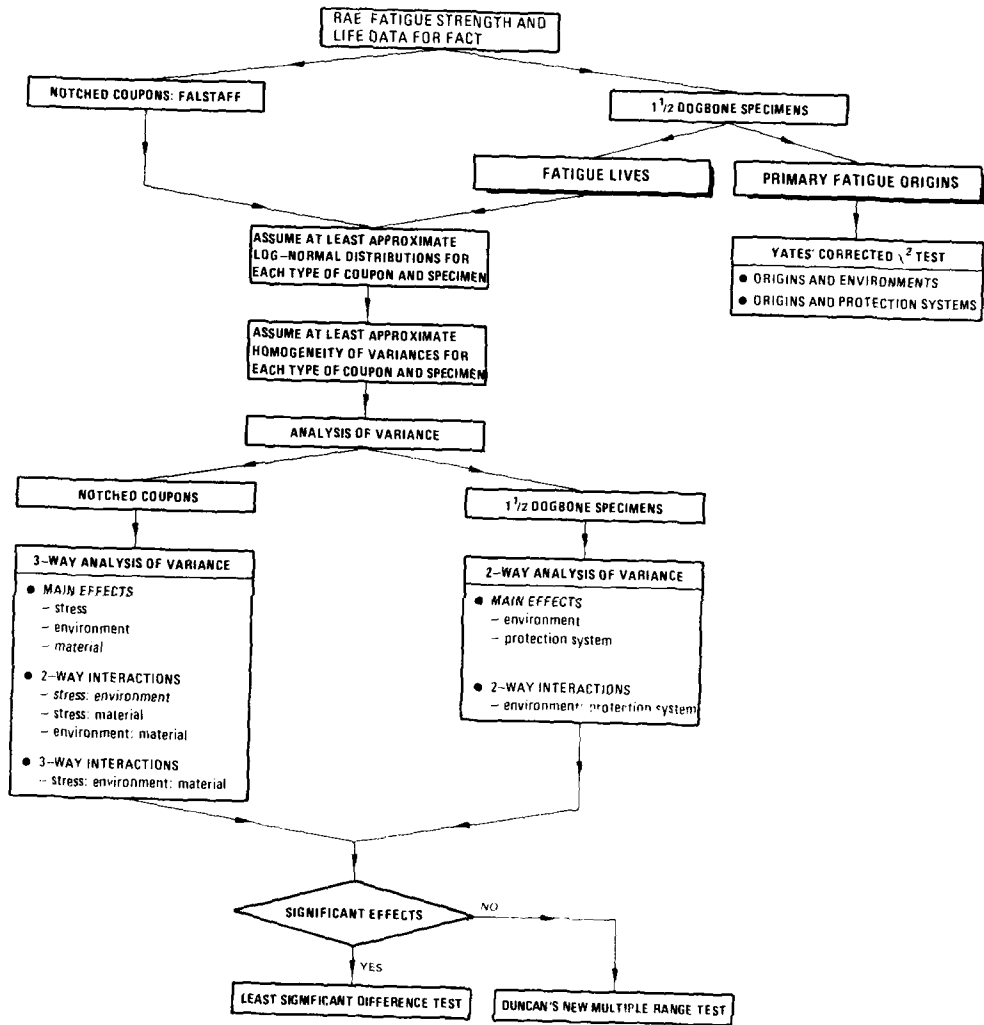 RAE FATIGUE STRENGTH AND
LIFE DATA FOR FACT
NOTCHED COUPONS: FALSTAFF
1 1/2 DOGBONE SPECIMENS
FATIGUE LIVES
PRIMARY FATIGUE ORIGINS
ASSUME AT LEAST APPROXIMATE
LOG-NORMAL DISTRIBUTIONS FOR
EACH TYPE OF COUPON AND SPECIMEN
YATES' CORRECTED χ² TEST
● ORIGINS AND ENVIRONMENTS
● ORIGINS AND PROTECTION SYSTEMS
ASSUME AT LEAST APPROXIMATE
HOMOGENEITY OF VARIANCES FOR
EACH TYPE OF COUPON AND SPECIMEN
ANALYSIS OF VARIANCE
NOTCHED COUPONS
1 1/2 DOGBONE SPECIMENS
3-WAY ANALYSIS OF VARIANCE
● MAIN EFFECTS
– stress
– environment
– material
● 2-WAY INTERACTIONS
– stress: environment
– stress: material
– environment: material
● 3-WAY INTERACTIONS
– stress: environment: material
2-WAY ANALYSIS OF VARIANCE
● MAIN EFFECTS
– environment
– protection system
● 2-WAY INTERACTIONS
– environment: protection system
SIGNIFICANT EFFECTS
NO
YES
LEAST SIGNIFICANT DIFFERENCE TEST
DUNCAN'S NEW MULTIPLE RANGE TEST